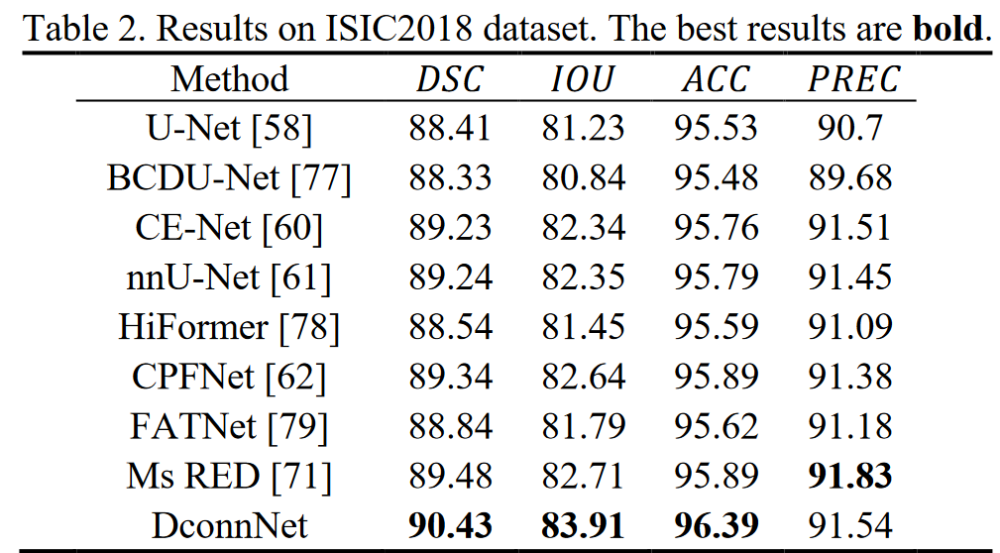 Table 2. Results on ISIC2018 dataset. The best results are bold.
Method DSC IOU ACC PREC
U-Net [58] 88.41 81.23 95.53 90.7
BCDU-Net [77] 88.33 80.84 95.48 89.68
CE-Net [60] 89.23 82.34 95.76 91.51
nnU-Net [61] 89.24 82.35 95.79 91.45
HiFormer [78] 88.54 81.45 95.59 91.09
CPFNet [62] 89.34 82.64 95.89 91.38
FATNet [79] 88.84 81.79 95.62 91.18
Ms RED [71] 89.48 82.71 95.89 91.83
DconnNet 90.43 83.91 96.39 91.54